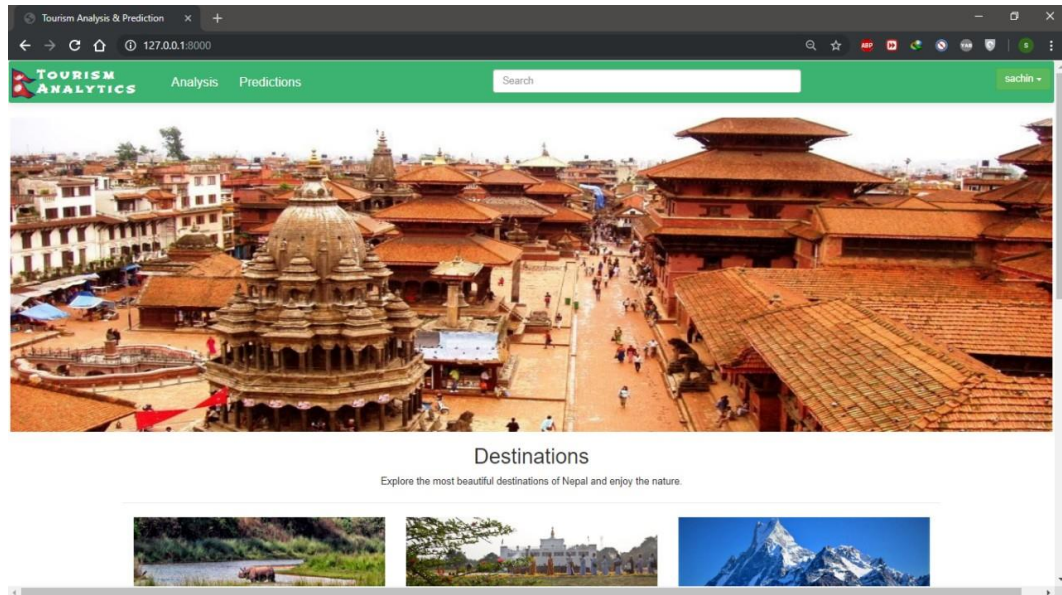 Tourism Analysis & Prediction
127.0.0.1:8000
ABP
TOURISM
ANALYTICS
Analysis Predictions
Search
sachin
Destinations
Explore the most beautiful destinations of Nepal and enjoy the nature.